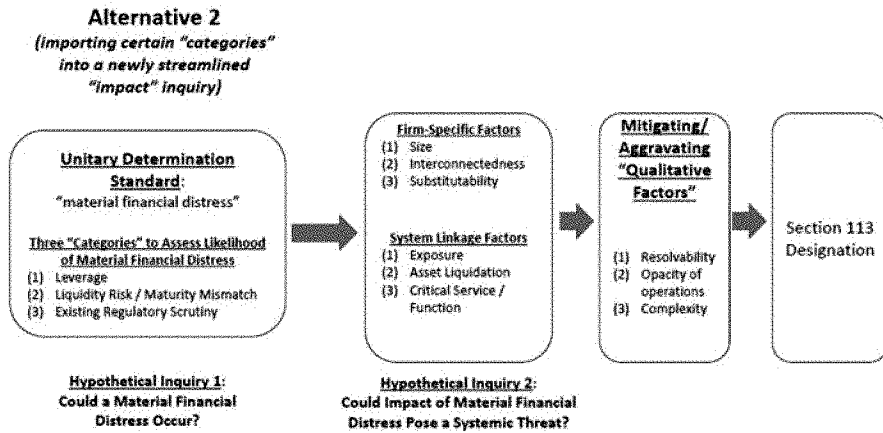 Alternative 2
(importing certain "categories"
into a newly streamlined
"impact" inquiry)
Unitary Determination
Standard:
"material financial distress"
Three "Categories" to Assess Likelihood
of Material Financial Distress
(1) Leverage
(2) Liquidity Risk / Maturity Mismatch
(3) Existing Regulatory Scrutiny
Hypothetical Inquiry 1:
Could a Material Financial
Distress Occur?
Firm-Specific Factors
(1) Size
(2) Interconnectedness
(3) Substitutability
System Linkage Factors
(1) Exposure
(2) Asset Liquidation
(3) Critical Service /
Function
Hypothetical Inquiry 2:
Could Impact of Material Financial
Distress Pose a Systemic Threat?
Mitigating/
Aggravating
"Qualitative
Factors"
(1) Resolvability
(2) Opacity of
operations
(3) Complexity
Section 113
Designation